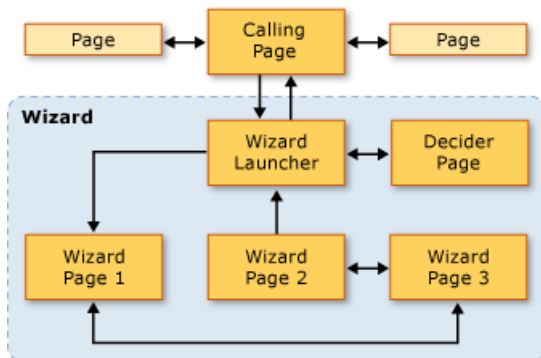 Page
Calling
Page
Page
Wizard
Wizard
Launcher
Decider
Page
Wizard
Page 1
Wizard
Page 2
Wizard
Page 3